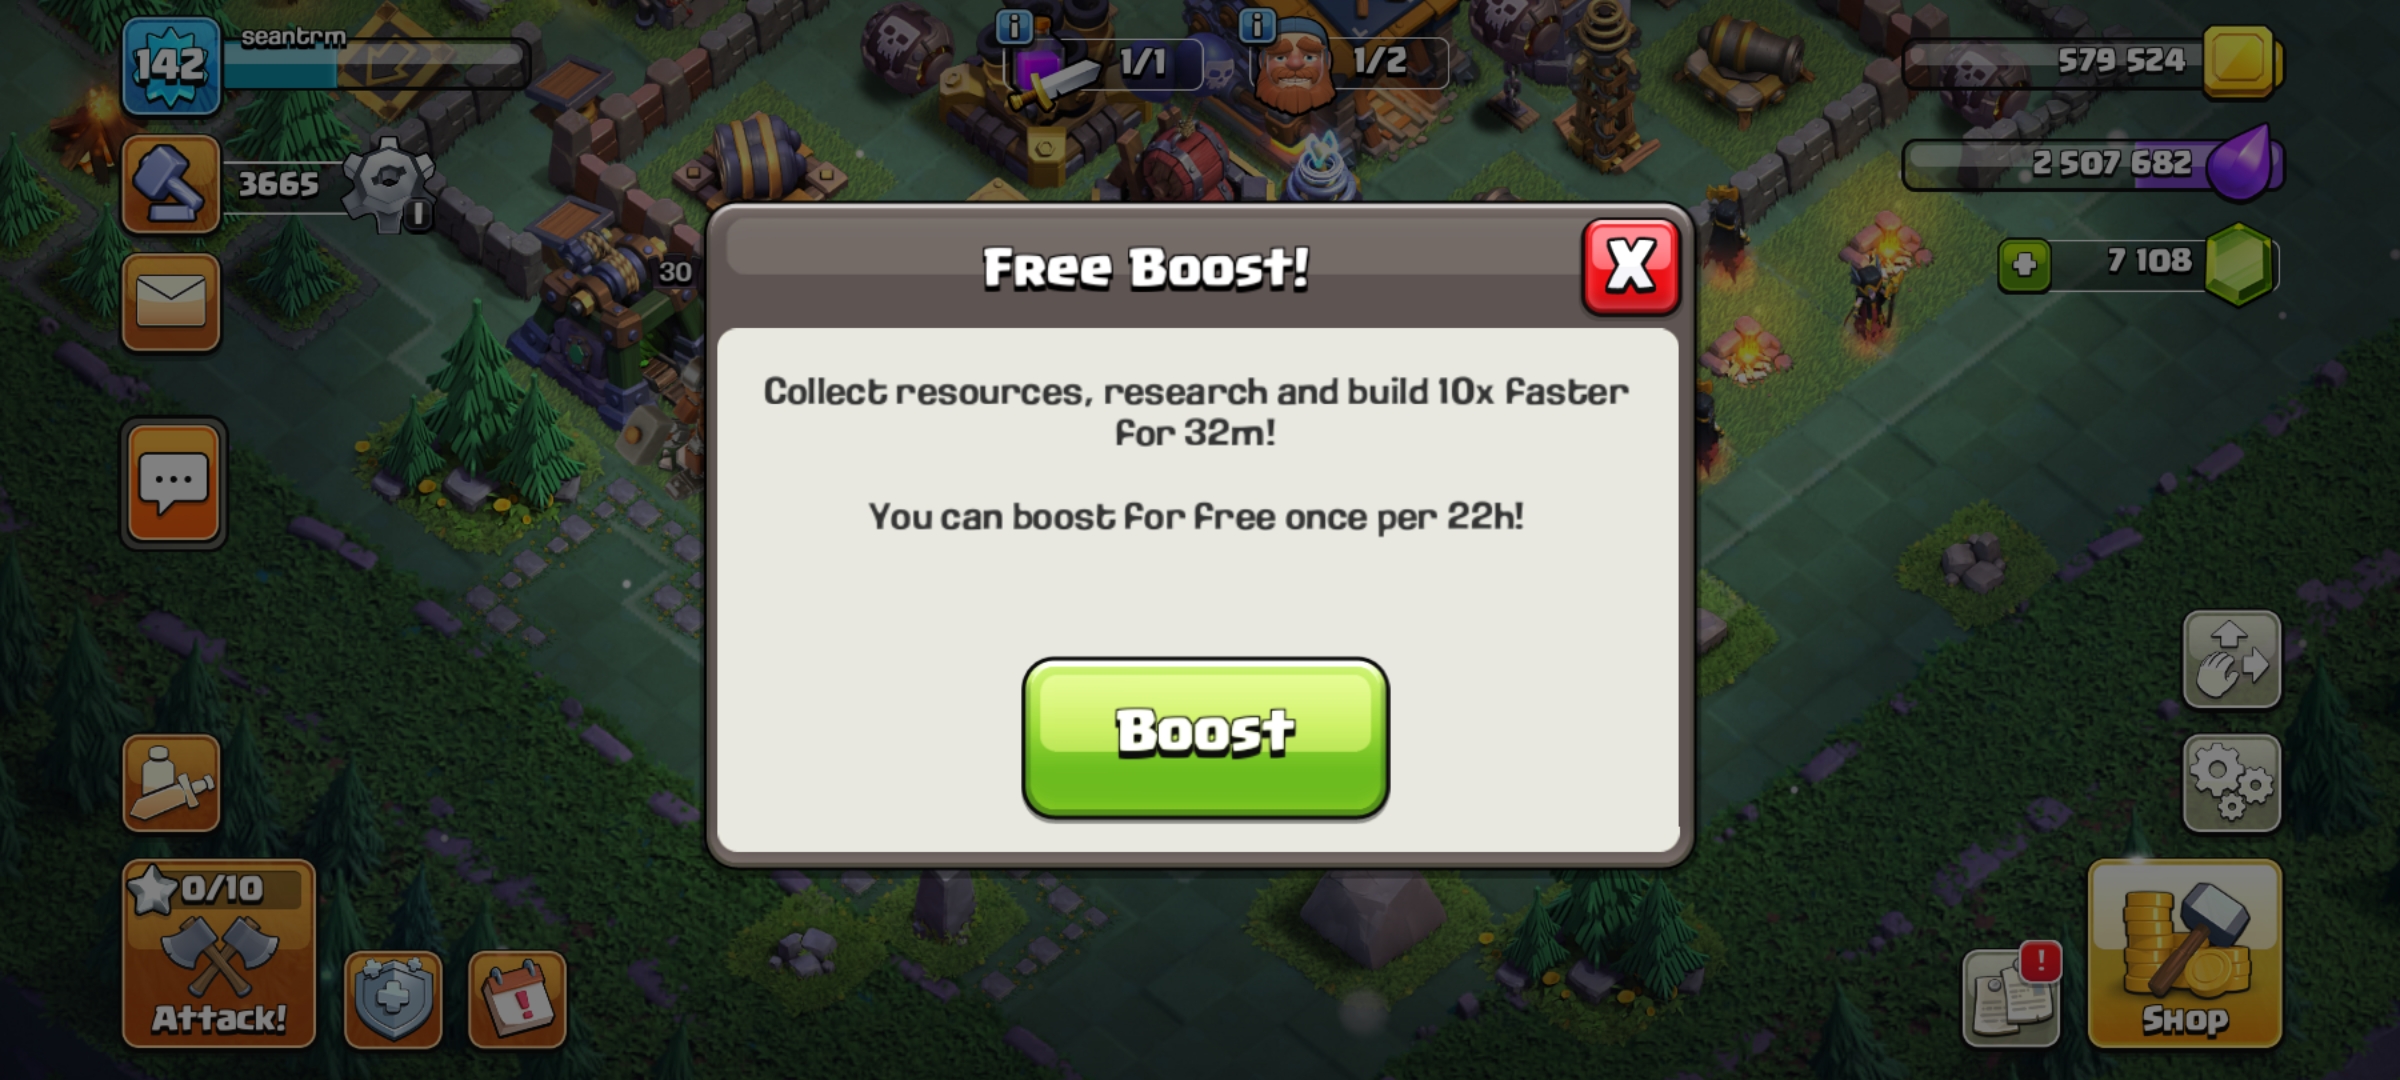 142
seantrm
1/1
1/2
579 524
3665
2 507 682
30
7 108
Free Boost!
X
Collect resources, research and build 10x faster
for 32m!
You can boost for free once per 22h!
Boost
0/10
Attack!
Shop